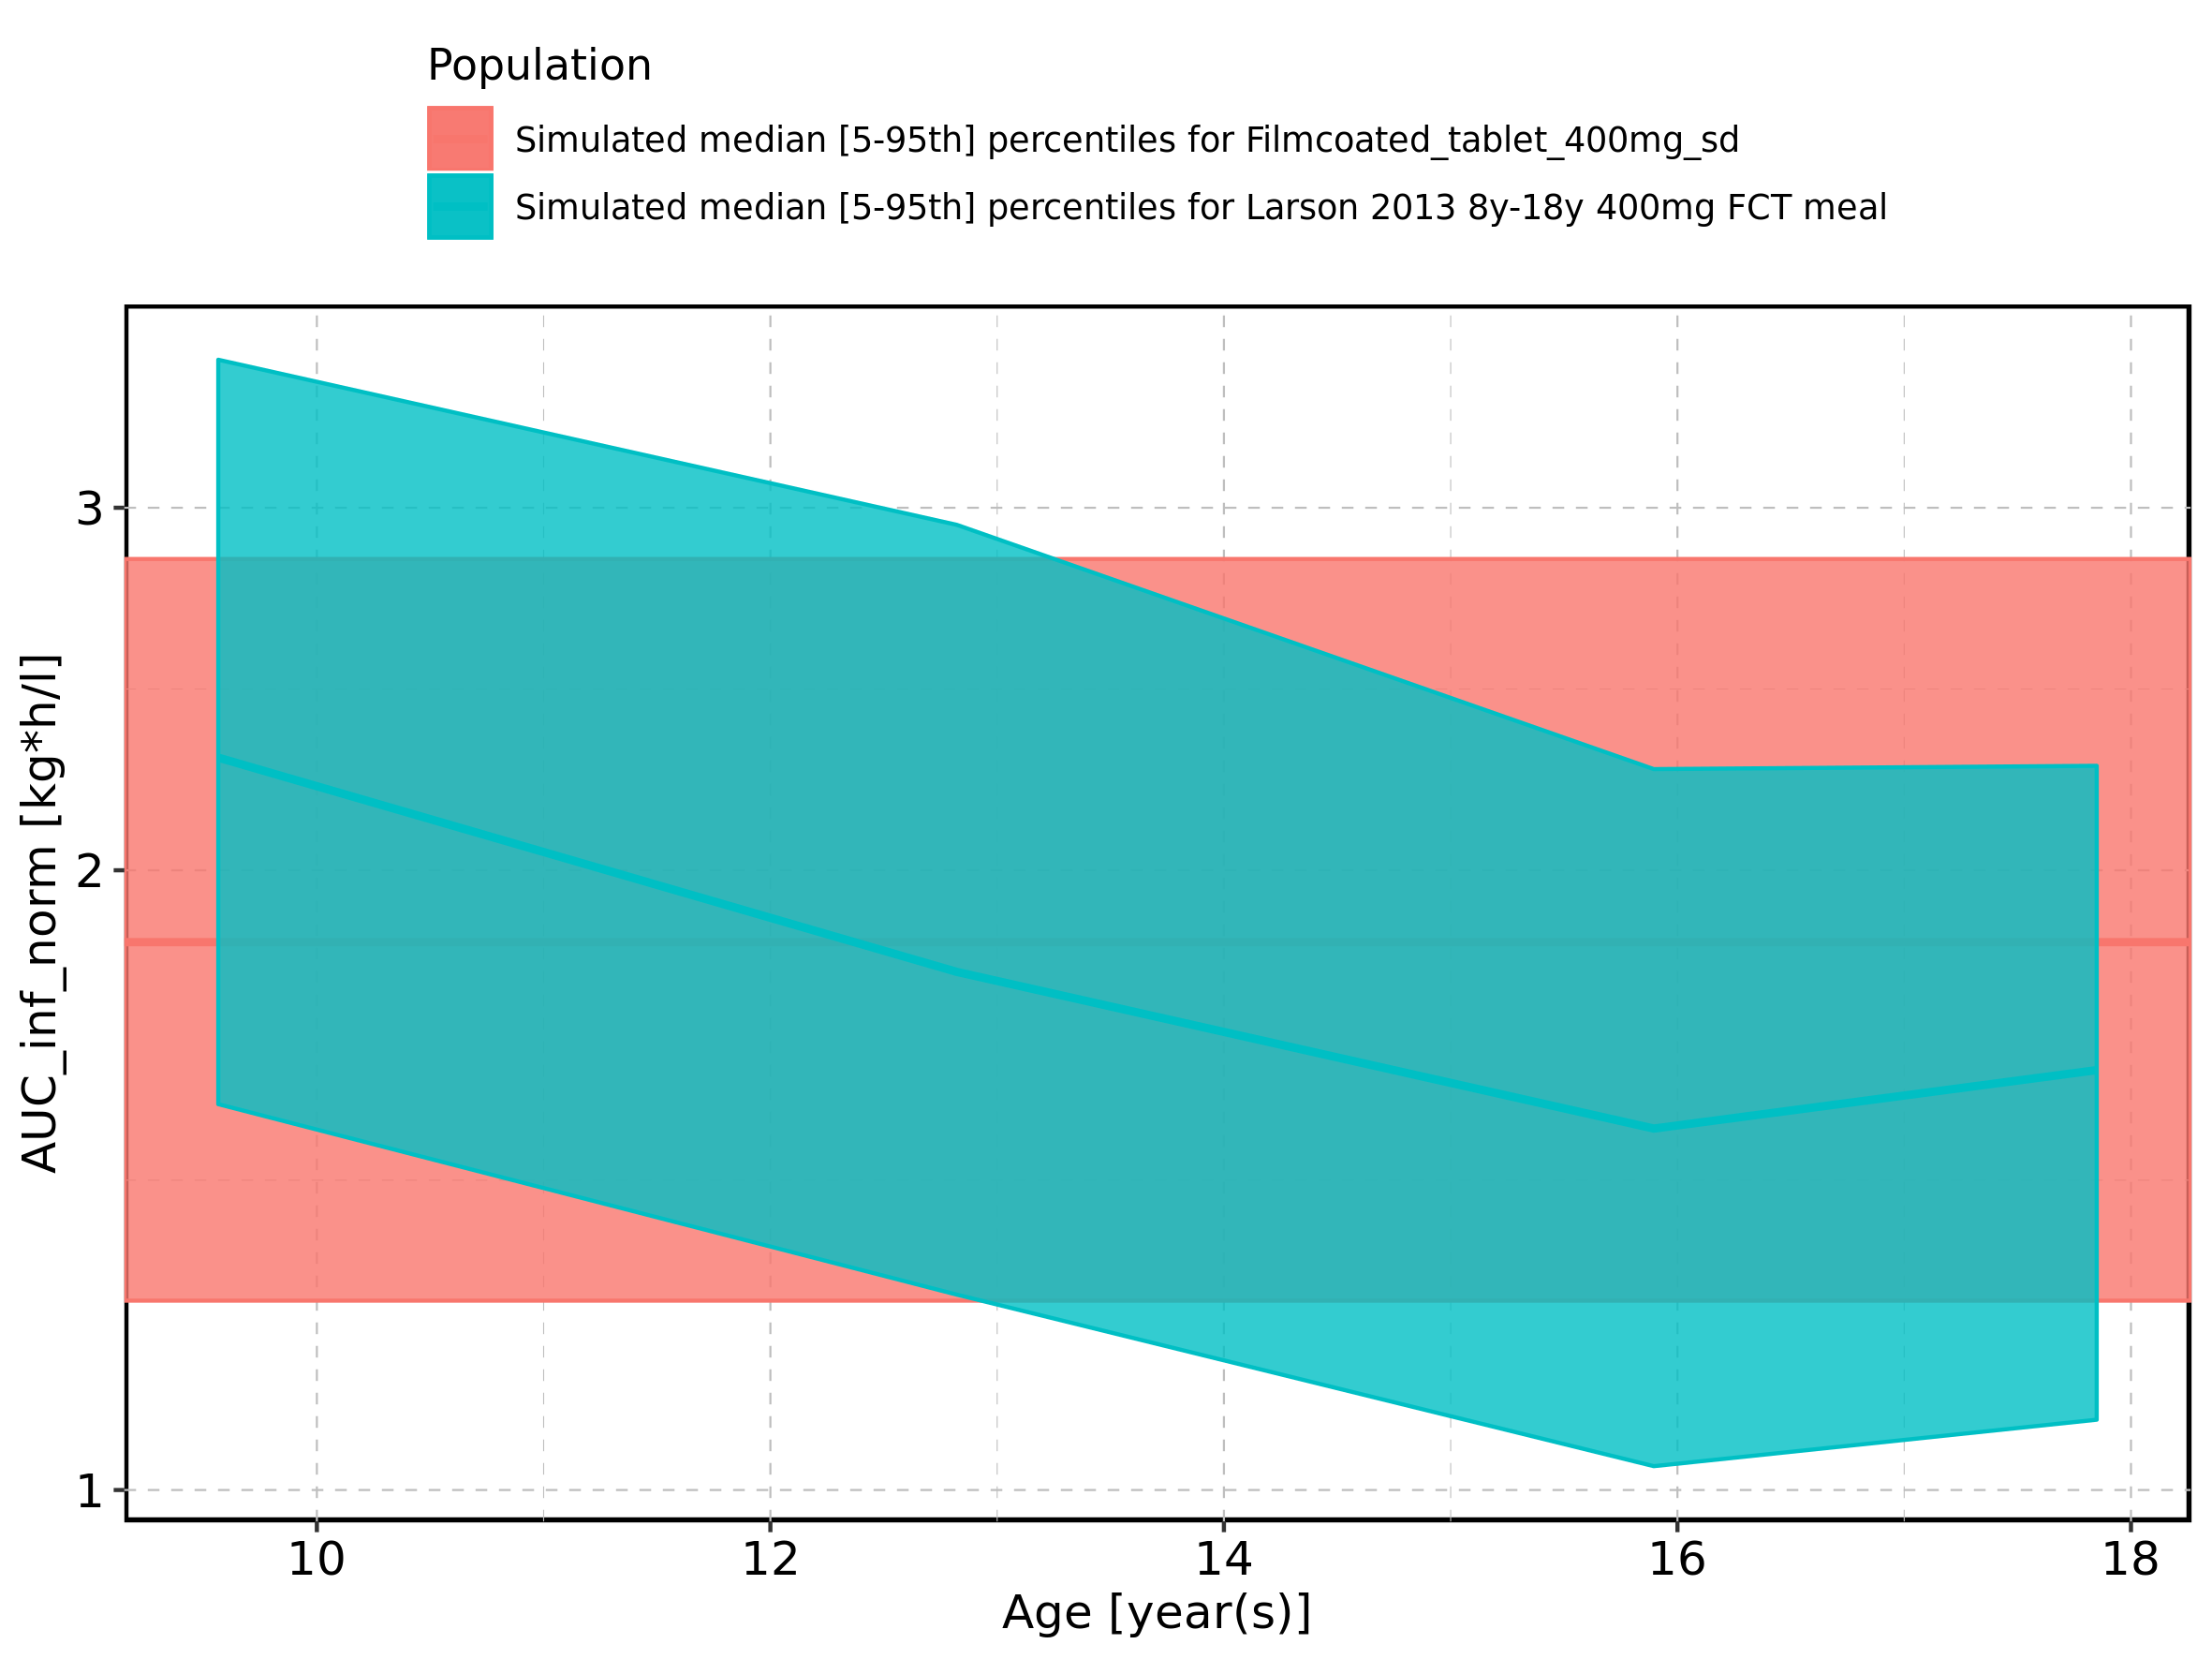 Population
Simulated median [5-95th] percentiles for Filmcoated_tablet_400mg_sd
Simulated median [5-95th] percentiles for Larson 2013 8y-18y 400mg FCT meal
AUC_inf_norm [kg*h/l]
3
2
1
10 12 14 16 18
Age [year(s)]